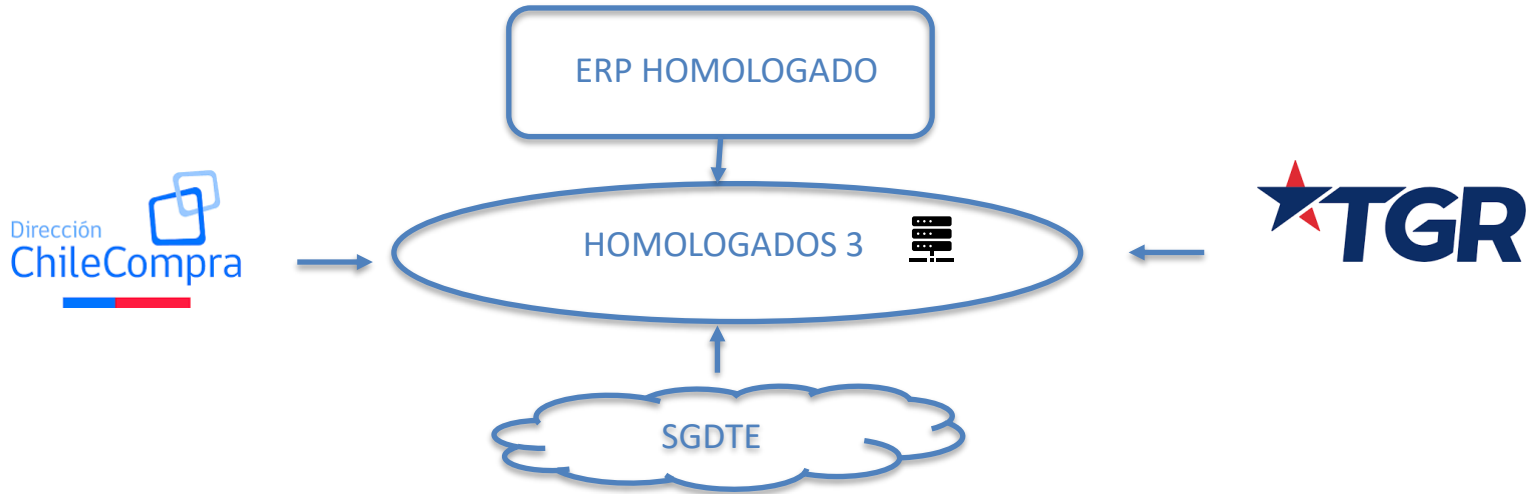 ERP HOMOLOGADO
Dirección
ChileCompra
HOMOLOGADOS 3
TGR
SGDTE